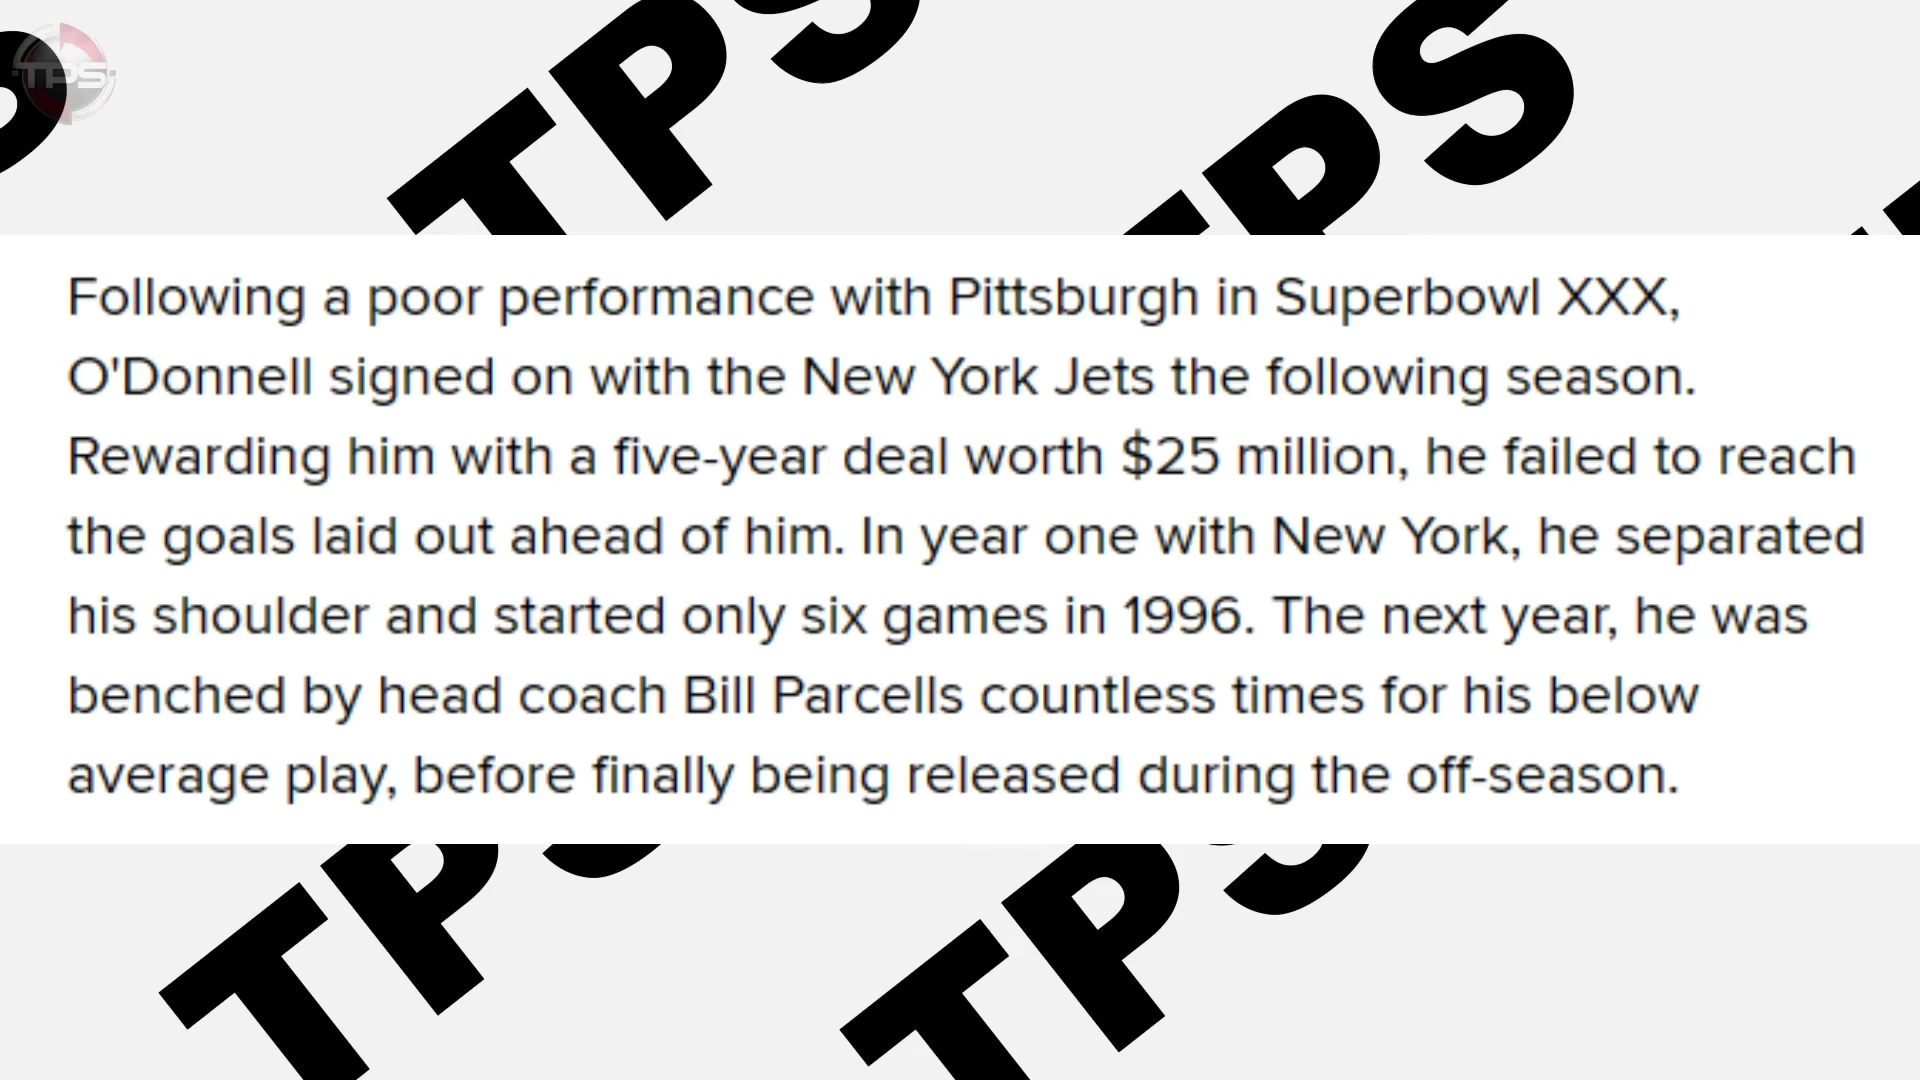 TPS
TPS
TPS
Following a poor performance with Pittsburgh in Superbowl XXX,
O'Donnell signed on with the New York Jets the following season.
Rewarding him with a five-year deal worth $25 million, he failed to reach
the goals laid out ahead of him. In year one with New York, he separated
his shoulder and started only six games in 1996. The next year, he was
benched by head coach Bill Parcells countless times for his below
average play, before finally being released during the off-season.
TPS
TPS